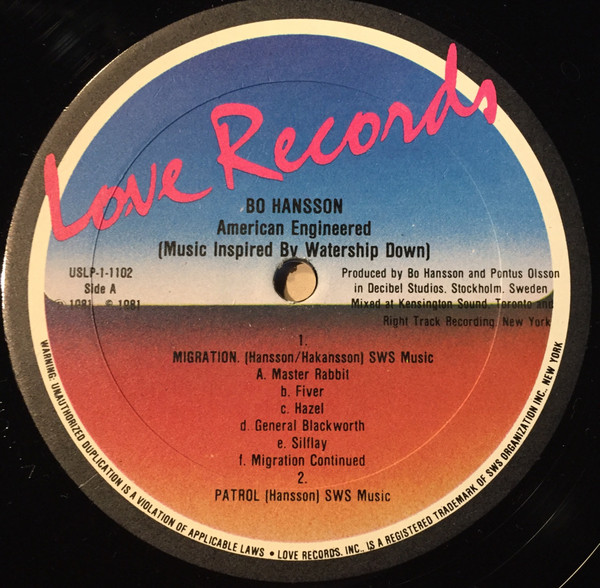 Love Records
BO HANSSON
American Engineered
(Music Inspired By Watership Down)
USLP-1-1102
Side A
℗ 1981 © 1981
Produced by Bo Hansson and Pontus Olsson
in Decibel Studios, Stockholm, Sweden
Mixed at Kensington Sound, Toronto and
Right Track Recording, New York
1.
MIGRATION. (Hansson/Hakansson) SWS Music
A. Master Rabbit
b. Fiver
c. Hazel
d. General Blackworth
e. Silflay
f. Migration Continued
2.
PATROL (Hansson) SWS Music
WARNING: UNAUTHORIZED DUPLICATION IS A VIOLATION OF APPLICABLE LAWS • LOVE RECORDS, INC., IS A REGISTERED TRADEMARK OF SWS ORGANIZATION INC., NEW YORK